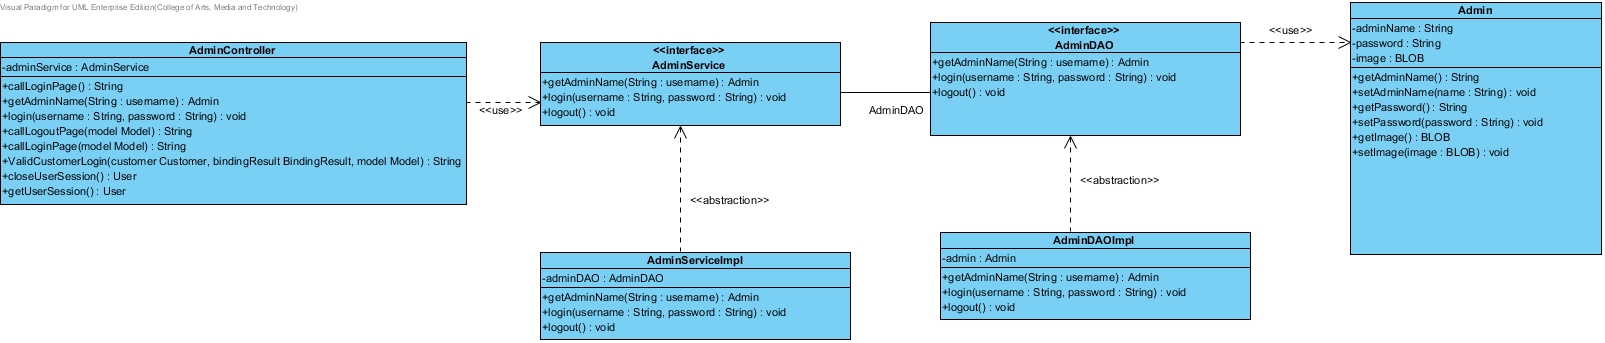 Visual Paradigm for UML Enterprise Edition(College of Arts, Media and Technology)
AdminController
-adminService : AdminService
+callLoginPage() : String
+getAdminName(String : username) : Admin
+login(username : String, password : String) : void
+callLogoutPage(model Model) : String
+callLoginPage(model Model) : String
+ValidCustomerLogin(customer Customer, bindingResult BindingResult, model Model) : String
+closeUserSession() : User
+getUserSession() : User
<<use>>
<<interface>>
AdminService
+getAdminName(String : username) : Admin
+login(username : String, password : String) : void
+logout() : void
<<abstraction>>
AdminServiceImpl
-adminDAO : AdminDAO
+getAdminName(String : username) : Admin
+login(username : String, password : String) : void
+logout() : void
AdminDAO
<<interface>>
AdminDAO
+getAdminName(String : username) : Admin
+login(username : String, password : String) : void
+logout() : void
<<abstraction>>
AdminDAOImpl
-admin : Admin
+getAdminName(String : username) : Admin
+login(username : String, password : String) : void
+logout() : void
<<use>>
Admin
-adminName : String
-password : String
-image : BLOB
+getAdminName() : String
+setAdminName(name : String) : void
+getPassword() : String
+setPassword(password : String) : void
+getImage() : BLOB
+setImage(image : BLOB) : void